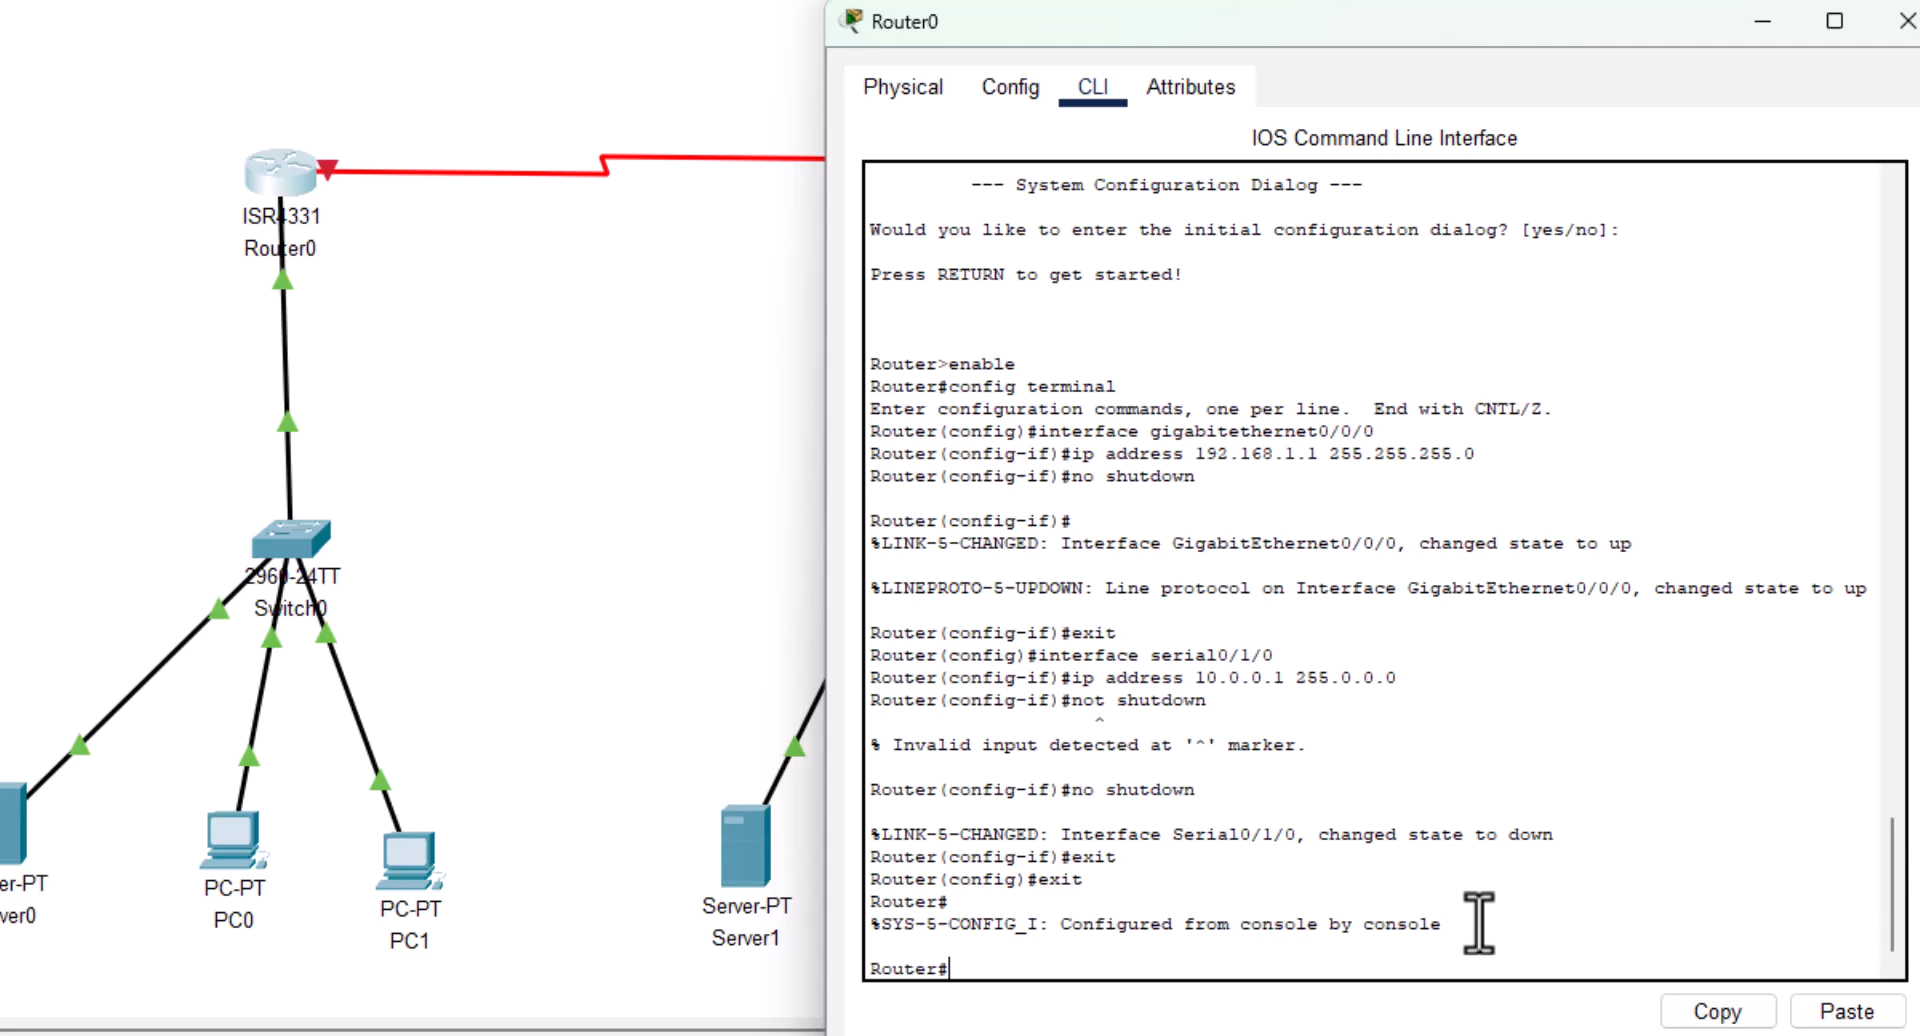 Router0
Physical Config CLI Attributes
IOS Command Line Interface
--- System Configuration Dialog ---
Would you like to enter the initial configuration dialog? [yes/no]:
Press RETURN to get started!
Router>enable
Router#config terminal
Enter configuration commands, one per line.  End with CNTL/Z.
Router(config)#interface gigabitethernet0/0/0
Router(config-if)#ip address 192.168.1.1 255.255.255.0
Router(config-if)#no shutdown
Router(config-if)#
%LINK-5-CHANGED: Interface GigabitEthernet0/0/0, changed state to up
%LINEPROTO-5-UPDOWN: Line protocol on Interface GigabitEthernet0/0/0, changed state to up
Router(config-if)#exit
Router(config)#interface serial0/1/0
Router(config-if)#ip address 10.0.0.1 255.0.0.0
Router(config-if)#not shutdown
^
% Invalid input detected at '^' marker.
Router(config-if)#no shutdown
%LINK-5-CHANGED: Interface Serial0/1/0, changed state to down
Router(config-if)#exit
Router(config)#exit
Router#
%SYS-5-CONFIG_I: Configured from console by console
Router#
Copy Paste
ISR4331
Router0
2960-24TT
Switch0
er-PT
ver0
PC-PT
PC0
PC-PT
PC1
Server-PT
Server1